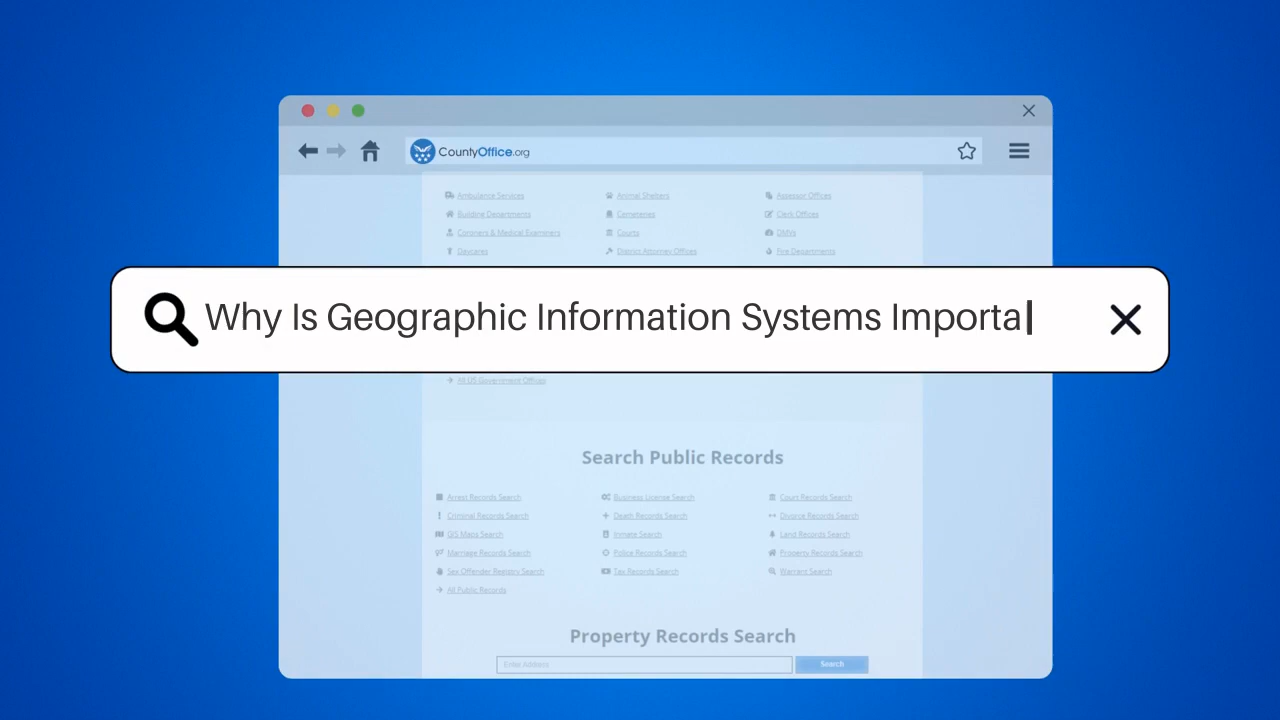 CountyOffice.org
Ambulance Services Animal Shelters Assessor Offices
Building Departments Cemeteries Clerk Offices
Coroners & Medical Examiners Courts DMVs
Daycares District Attorney Offices Fire Departments
Why Is Geographic Information Systems Importa
All US Government Offices
Search Public Records
Arrest Records Search Business License Search Court Records Search
Criminal Records Search Death Records Search Divorce Records Search
GIS Maps Search Inmate Search Land Records Search
Marriage Records Search Police Records Search Property Records Search
Sex Offender Registry Search Tax Records Search Warrant Search
All Public Records
Property Records Search
Enter Address Search